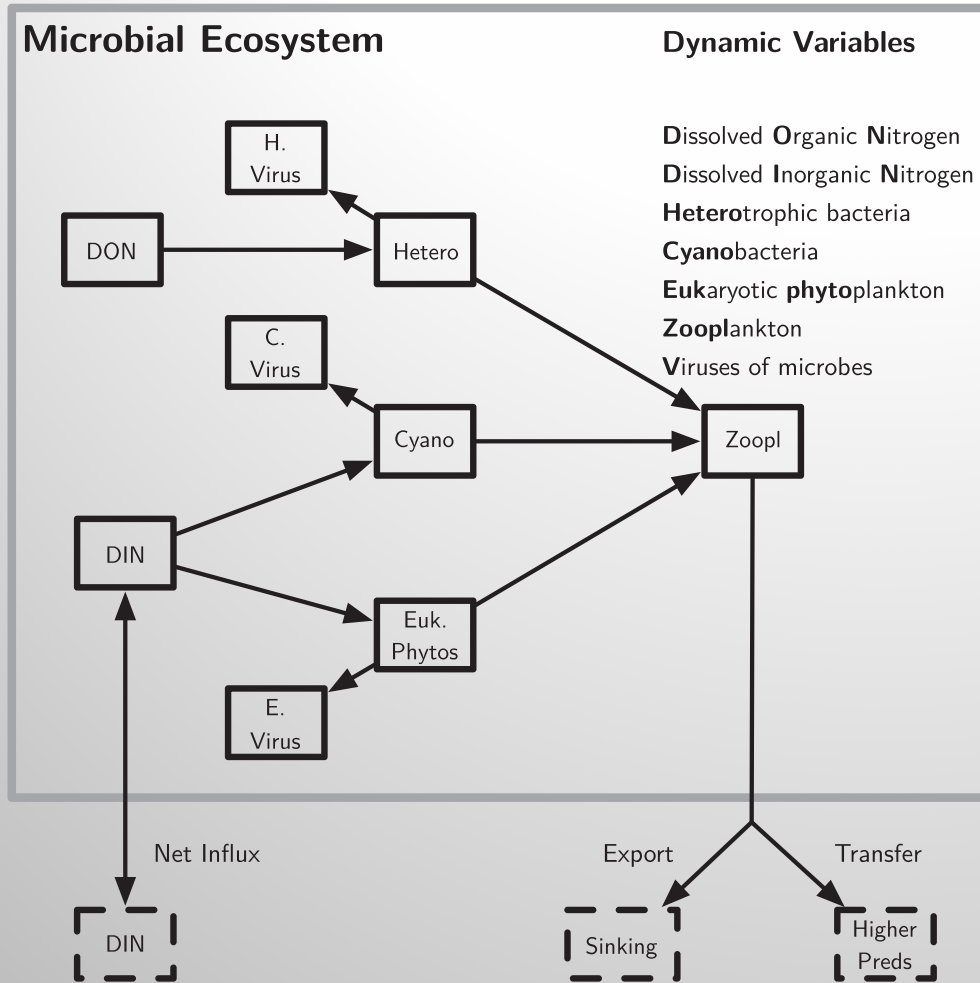 Microbial Ecosystem
Dynamic Variables
Dissolved Organic Nitrogen
Dissolved Inorganic Nitrogen
Heterotrophic bacteria
Cyanobacteria
Eukaryotic phytoplankton
Zooplankton
Viruses of microbes
H.
Virus
DON
Hetero
C.
Virus
Cyano
Zoopl
DIN
Euk.
Phytos
E.
Virus
Net Influx
Export
Transfer
DIN
Sinking
Higher
Preds